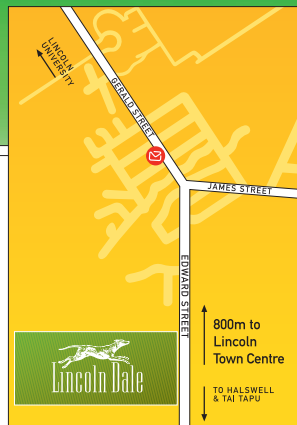 LINCOLN
UNIVERSITY
GERALD STREET
JAMES STREET
EDWARD STREET
800m to
Lincoln
Town Centre
TO HALSWELL
& TAI TAPU
Lincoln Dale